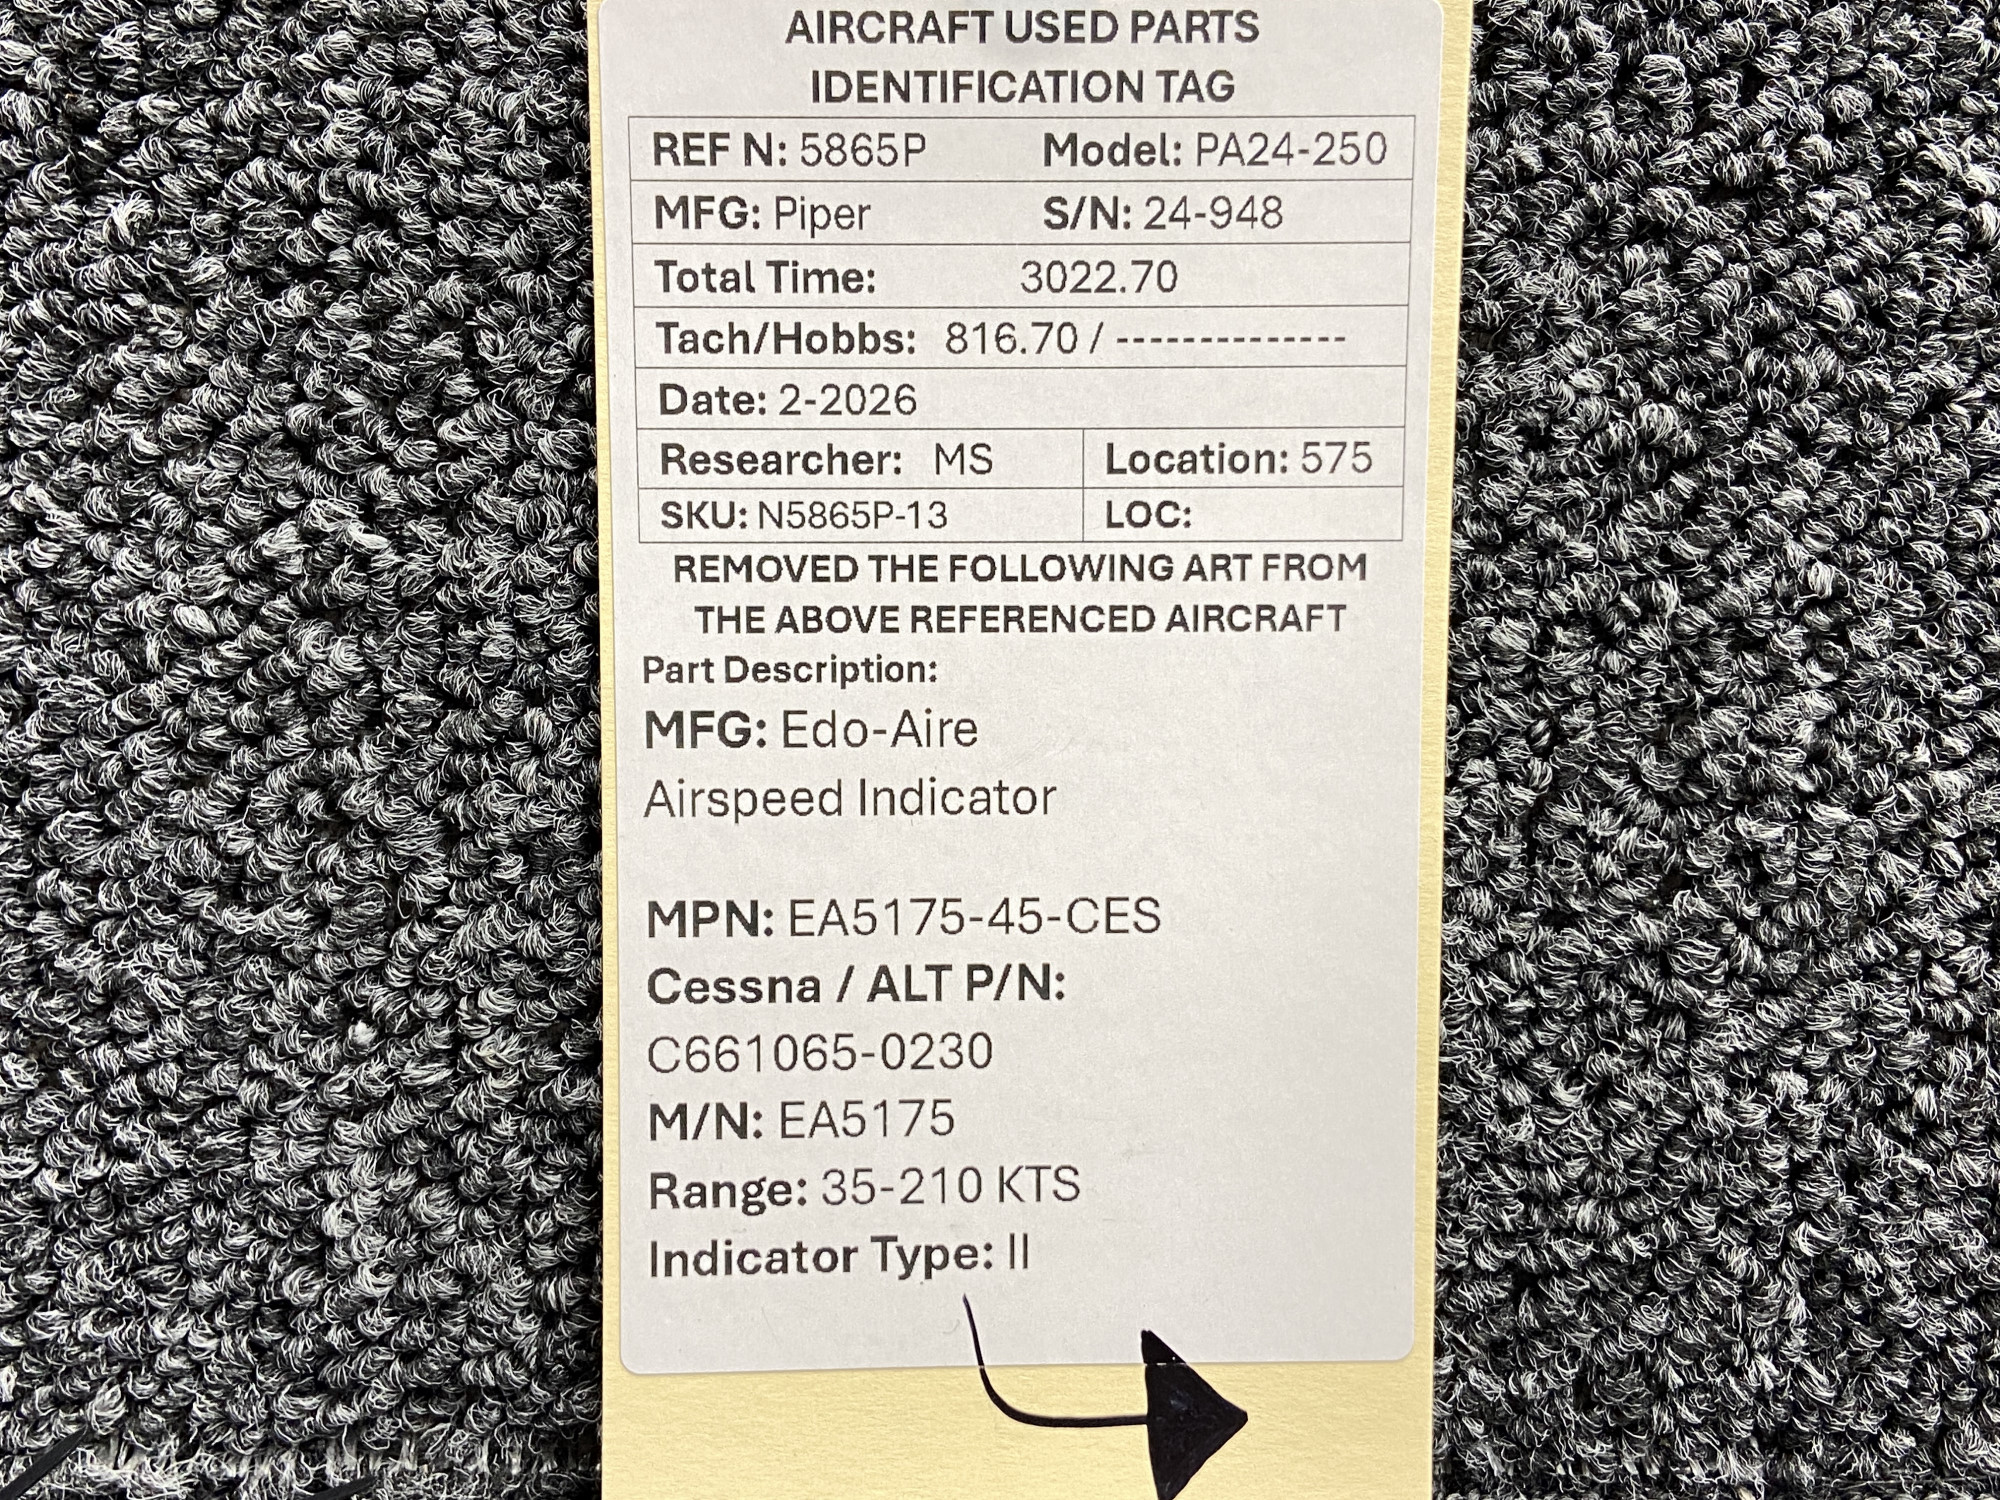 AIRCRAFT USED PARTS
IDENTIFICATION TAG
REF N: 5865P Model: PA24-250
MFG: Piper S/N: 24-948
Total Time: 3022.70
Tach/Hobbs: 816.70 / --------------
Date: 2-2026
Researcher: MS Location: 575
SKU: N5865P-13 LOC:
REMOVED THE FOLLOWING ART FROM
THE ABOVE REFERENCED AIRCRAFT
Part Description:
MFG: Edo-Aire
Airspeed Indicator
MPN: EA5175-45-CES
Cessna / ALT P/N:
C661065-0230
M/N: EA5175
Range: 35-210 KTS
Indicator Type: II